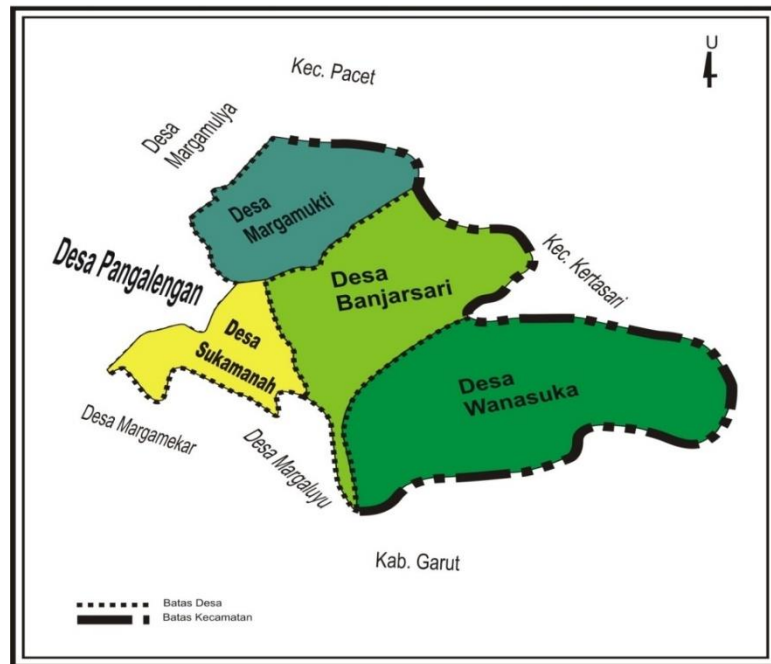 U
Kec. Pacet
Desa
Margamulya
Desa
Margamukti
Desa Pangalengan
Desa
Banjarsari
Kec. Kertasari
Desa
Sukamanah
Desa
Wanasuka
Desa Margamekar
Desa Margaluyu
Kab. Garut
Batas Desa
Batas Kecamatan